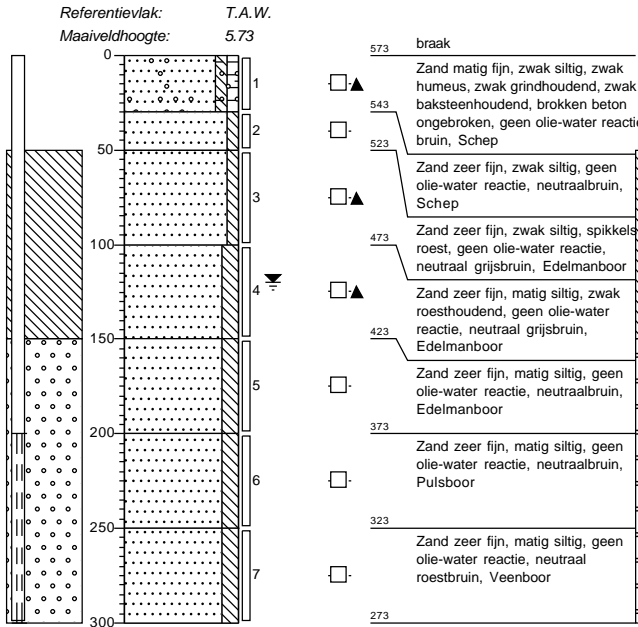 Referentievlak: T.A.W.
Maaiveldhoogte: 5.73
0
50
100
150
200
250
300
1
2
3
4
5
6
7
573
braak
Zand matig fijn, zwak siltig, zwak
humeus, zwak grindhoudend, zwak
baksteenhoudend, brokken beton
ongebroken, geen olie-water reactie
bruin, Schep
543
Zand zeer fijn, zwak siltig, geen
olie-water reactie, neutraalbruin,
Schep
523
Zand zeer fijn, zwak siltig, spikkels
roest, geen olie-water reactie,
neutraal grijsbruin, Edelmanboor
473
Zand zeer fijn, matig siltig, zwak
roesthoudend, geen olie-water
reactie, neutraal grijsbruin,
Edelmanboor
423
Zand zeer fijn, matig siltig, geen
olie-water reactie, neutraalbruin,
Edelmanboor
373
Zand zeer fijn, matig siltig, geen
olie-water reactie, neutraalbruin,
Pulsboor
323
Zand zeer fijn, matig siltig, geen
olie-water reactie, neutraal
roestbruin, Veenboor
273